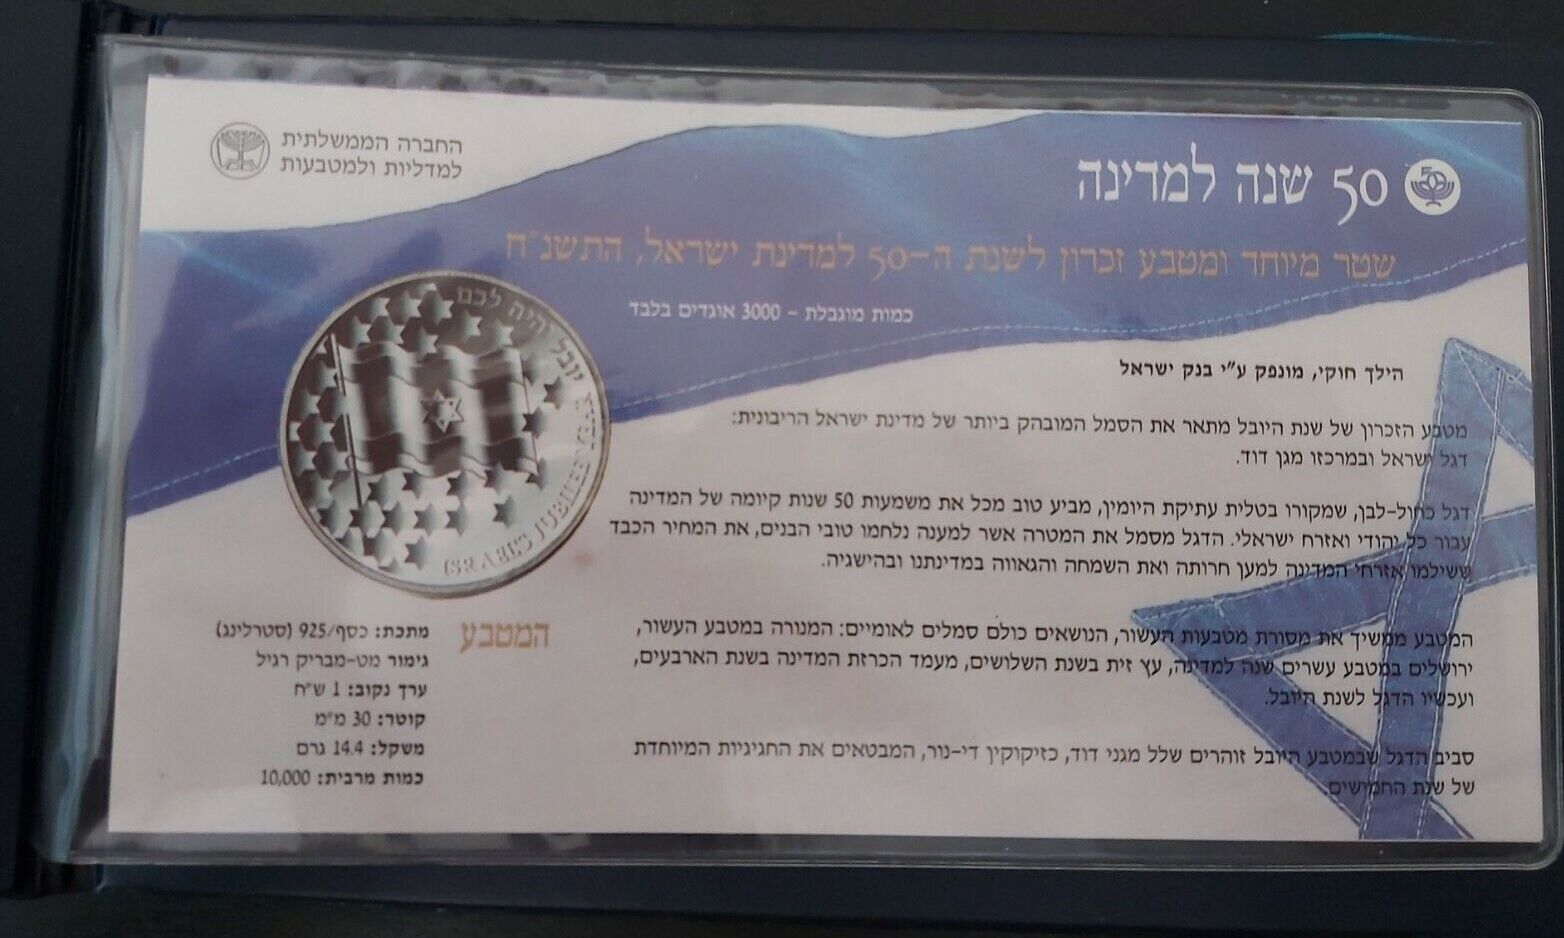 החברה הממשלתית
למדליות ולמטבעות
50 שנה למדינה
50
שטר מיוחד ומטבע זכרון לשנת ה-50 למדינת ישראל, התשנ"ח
כמות מוגבלת - 3000 אוגדים בלבד
הילך חוקי, מונפק ע"י בנק ישראל
מטבע הזכרון של שנת היובל מתאר את הסמל המובהק ביותר של מדינת ישראל הריבונית:
דגל ישראל ובמרכזו מגן דוד.
דגל כחול-לבן, שמקורו בטלית עתיקת היומין, מביע טוב מכל את משמעות 50 שנות קיומה של המדינה
עבור כל יהודי ואזרח ישראלי. הדגל מסמל את המטרה אשר למענה נלחמו טובי הבנים, את המחיר הכבד
ששילמו אזרחי המדינה למען חרותה ואת השמחה והגאווה במדינתנו ובהישגיה.
המטבע ממשיך את מסורת מטבעות העשור, הנושאים כולם סמלים לאומיים: המנורה במטבע העשור,
ירושלים במטבע עשרים שנה למדינה, עץ זית בשנת השלושים, מעמד הכרזת המדינה בשנת הארבעים,
ועכשיו הדגל לשנת היובל.
סביב הדגל שבמטבע היובל זוהרים שלל מגני דוד, כזיקוקין די-נור, המבטאים את החגיגיות המיוחדת
של שנת החמישים.
יובל יהיה לכם
ISRAEL'S JUBILEE YEAR
המטבע
מתכת: כסף/925 (סטרלינג)
גימור מט-מבריק רגיל
ערך נקוב: 1 ש"ח
קוטר: 30 מ"מ
משקל: 14.4 גרם
כמות מרבית: 10,000